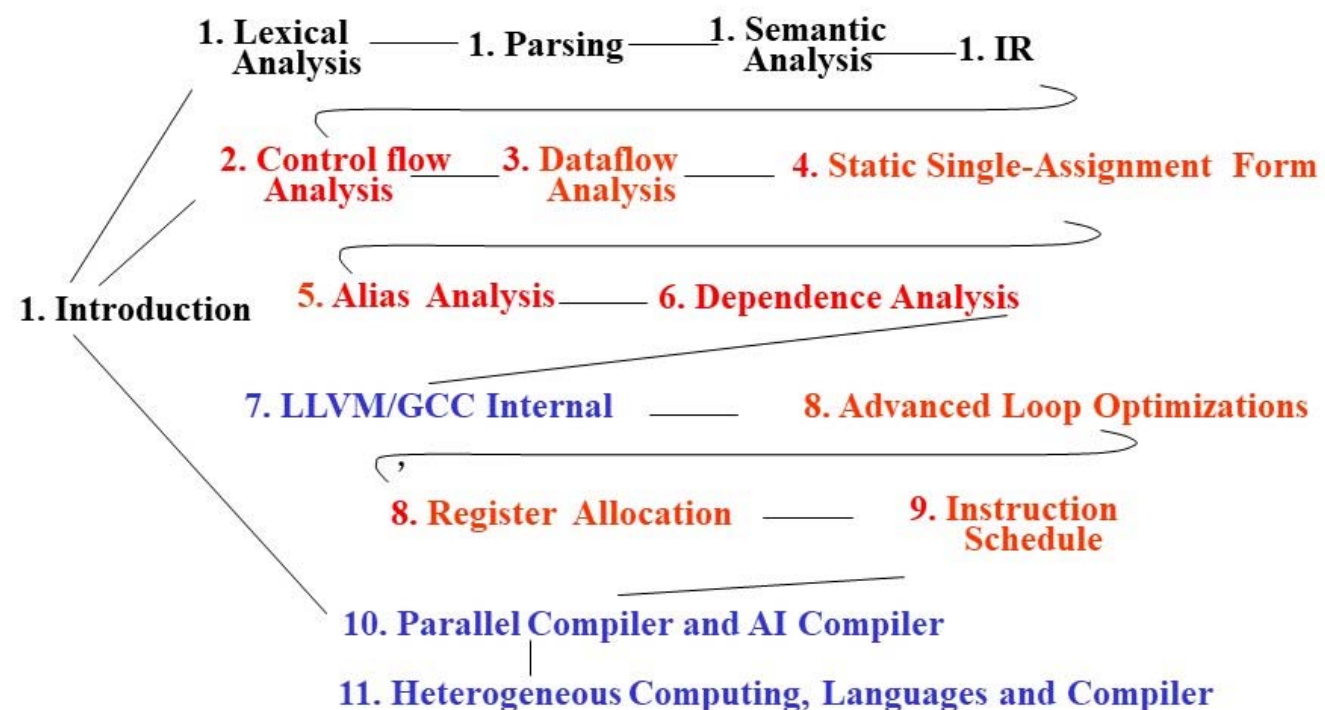 1. Lexical
Analysis
1. Parsing
1. Semantic
Analysis
1. IR
2. Control flow
Analysis
3. Dataflow
Analysis
4. Static Single-Assignment Form
1. Introduction
5. Alias Analysis
6. Dependence Analysis
7. LLVM/GCC Internal
8. Advanced Loop Optimizations
,
8. Register Allocation
9. Instruction
Schedule
10. Parallel Compiler and AI Compiler
11. Heterogeneous Computing, Languages and Compiler